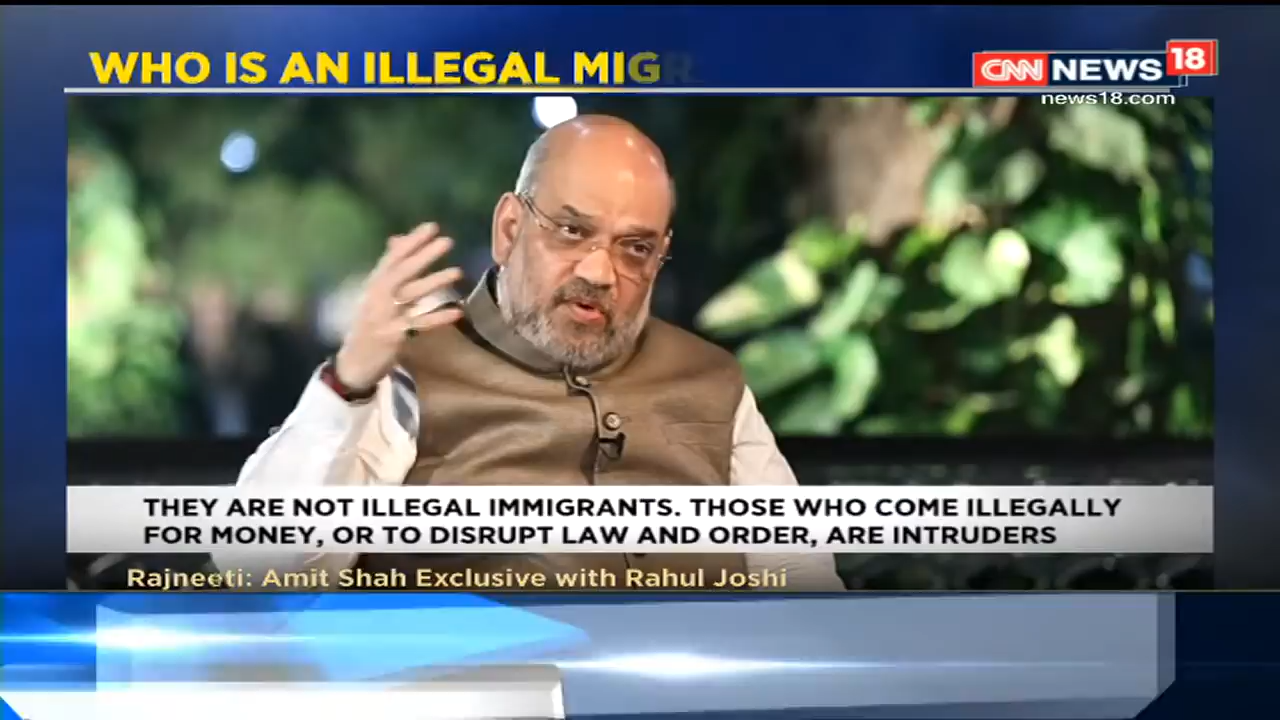 WHO IS AN ILLEGAL MIGR
CNN NEWS 18
news18.com
THEY ARE NOT ILLEGAL IMMIGRANTS. THOSE WHO COME ILLEGALLY
FOR MONEY, OR TO DISRUPT LAW AND ORDER, ARE INTRUDERS
Rajneeti: Amit Shah Exclusive with Rahul Joshi